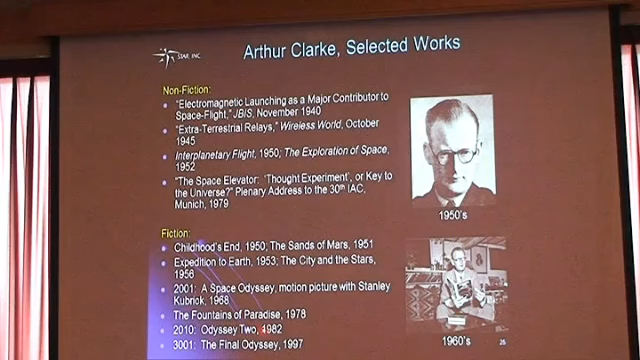 STAR INC
Arthur Clarke, Selected Works
Non-Fiction:
"Electromagnetic Launching as a Major Contributor to
Space-Flight," JBIS, November 1940
"Extra-Terrestrial Relays," Wireless World, October
1945
Interplanetary Flight, 1950; The Exploration of Space,
1952
"The Space Elevator: 'Thought Experiment', or Key to
the Universe?" Plenary Address to the 30th IAC,
Munich, 1979
1950's
Fiction:
Childhood's End, 1950; The Sands of Mars, 1951
Expedition to Earth, 1953; The City and the Stars,
1956
2001: A Space Odyssey, motion picture with Stanley
Kubrick, 1968
The Fountains of Paradise, 1978
2010: Odyssey Two, 1982
3001: The Final Odyssey, 1997
1960's
25